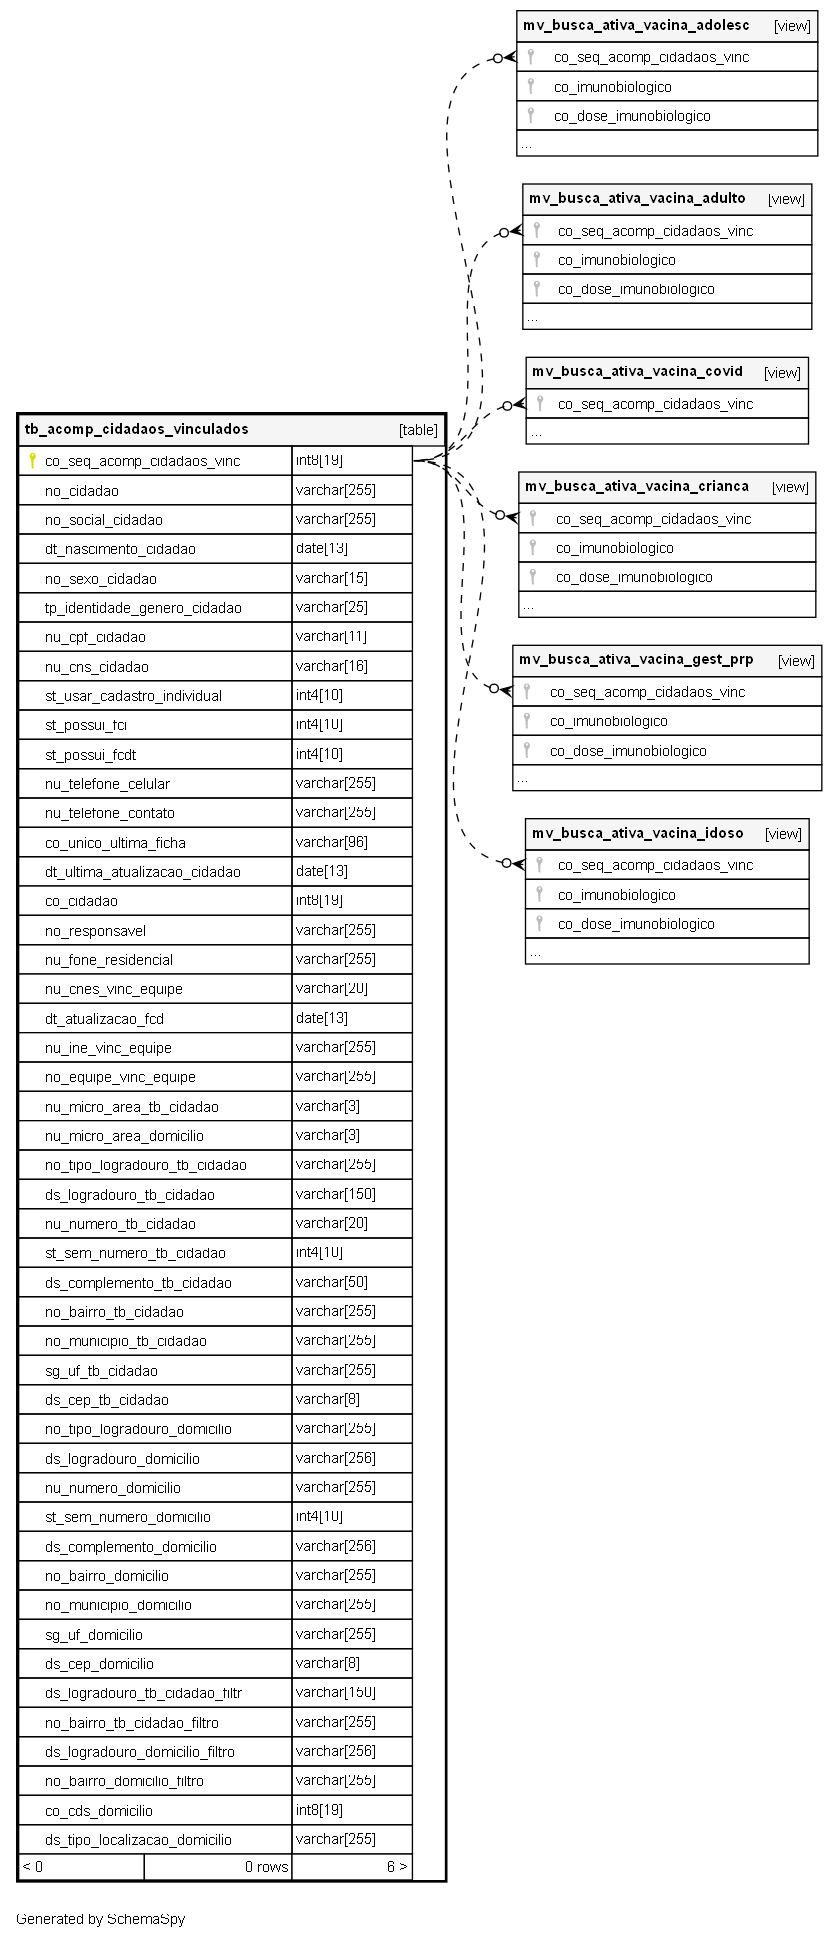 mv_busca_ativa_vacina_adolesc [view]
co_seq_acomp_cidadaos_vinc
co_imunobiologico
co_dose_imunobiologico
...
mv_busca_ativa_vacina_adulto [view]
co_seq_acomp_cidadaos_vinc
co_imunobiologico
co_dose_imunobiologico
...
mv_busca_ativa_vacina_covid [view]
co_seq_acomp_cidadaos_vinc
...
mv_busca_ativa_vacina_crianca [view]
co_seq_acomp_cidadaos_vinc
co_imunobiologico
co_dose_imunobiologico
...
mv_busca_ativa_vacina_gest_prp [view]
co_seq_acomp_cidadaos_vinc
co_imunobiologico
co_dose_imunobiologico
...
mv_busca_ativa_vacina_idoso [view]
co_seq_acomp_cidadaos_vinc
co_imunobiologico
co_dose_imunobiologico
...
tb_acomp_cidadaos_vinculados [table]
co_seq_acomp_cidadaos_vinc int8[19]
no_cidadao varchar[255]
no_social_cidadao varchar[255]
dt_nascimento_cidadao date[13]
no_sexo_cidadao varchar[15]
tp_identidade_genero_cidadao varchar[25]
nu_cpf_cidadao varchar[11]
nu_cns_cidadao varchar[16]
st_usar_cadastro_individual int4[10]
st_possui_fci int4[10]
st_possui_fcdt int4[10]
nu_telefone_celular varchar[255]
nu_telefone_contato varchar[255]
co_unico_ultima_ficha varchar[96]
dt_ultima_atualizacao_cidadao date[13]
co_cidadao int8[19]
no_responsavel varchar[255]
nu_fone_residencial varchar[255]
nu_cnes_vinc_equipe varchar[20]
dt_atualizacao_fcd date[13]
nu_ine_vinc_equipe varchar[255]
no_equipe_vinc_equipe varchar[255]
nu_micro_area_tb_cidadao varchar[3]
nu_micro_area_domicilio varchar[3]
no_tipo_logradouro_tb_cidadao varchar[255]
ds_logradouro_tb_cidadao varchar[150]
nu_numero_tb_cidadao varchar[20]
st_sem_numero_tb_cidadao int4[10]
ds_complemento_tb_cidadao varchar[50]
no_bairro_tb_cidadao varchar[255]
no_municipio_tb_cidadao varchar[255]
sg_uf_tb_cidadao varchar[255]
ds_cep_tb_cidadao varchar[8]
no_tipo_logradouro_domicilio varchar[255]
ds_logradouro_domicilio varchar[256]
nu_numero_domicilio varchar[255]
st_sem_numero_domicilio int4[10]
ds_complemento_domicilio varchar[256]
no_bairro_domicilio varchar[255]
no_municipio_domicilio varchar[255]
sg_uf_domicilio varchar[255]
ds_cep_domicilio varchar[8]
ds_logradouro_tb_cidadao_filtr varchar[150]
no_bairro_tb_cidadao_filtro varchar[255]
ds_logradouro_domicilio_filtro varchar[256]
no_bairro_domicilio_filtro varchar[255]
co_cds_domicilio int8[19]
ds_tipo_localizacao_domicilio varchar[255]
< 0 0 rows 6 >
Generated by SchemaSpy